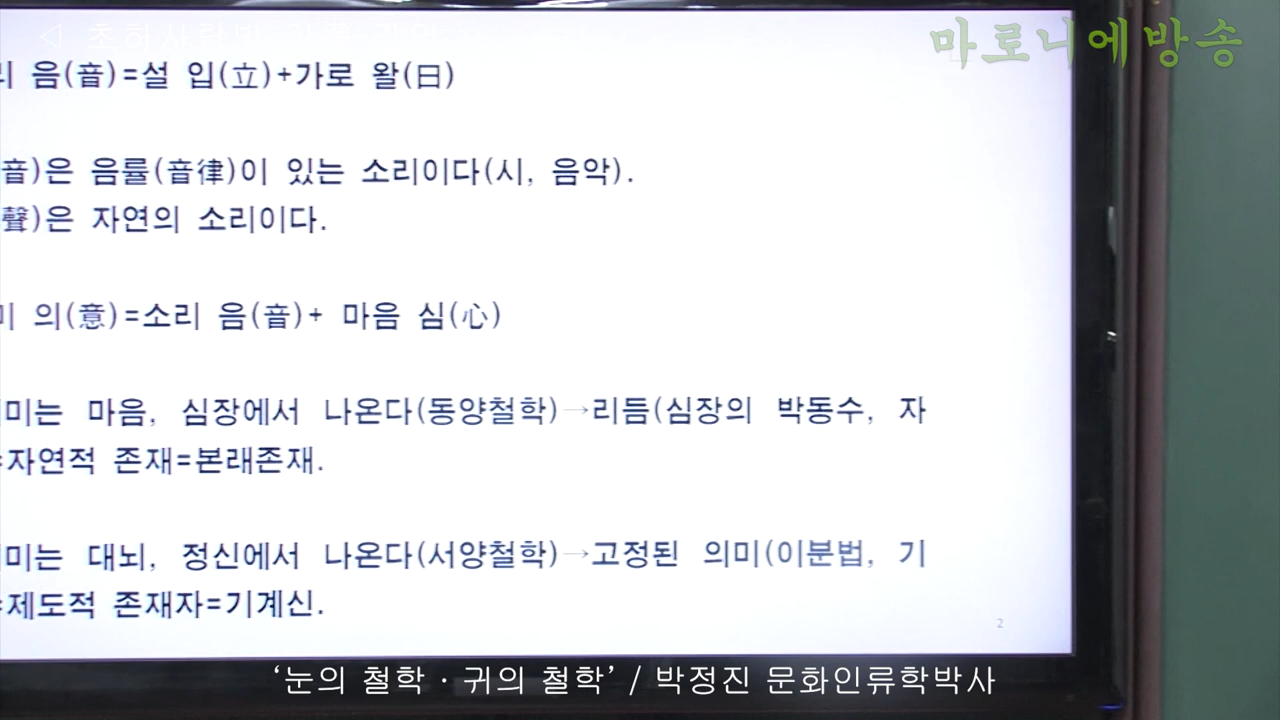 마로니에방송
리 음(音)=설 입(立)+가로 왈(曰)
音)은 음률(音律)이 있는 소리이다(시, 음악).
聲)은 자연의 소리이다.
미 의(意)=소리 음(音)+ 마음 심(心)
미는 마음, 심장에서 나온다(동양철학)→리듬(심장의 박동수, 자
=자연적 존재=본래존재.
미는 대뇌, 정신에서 나온다(서양철학)→고정된 의미(이분법, 기
=제도적 존재자=기계신.
2
‘눈의 철학 · 귀의 철학’ / 박정진 문화인류학박사